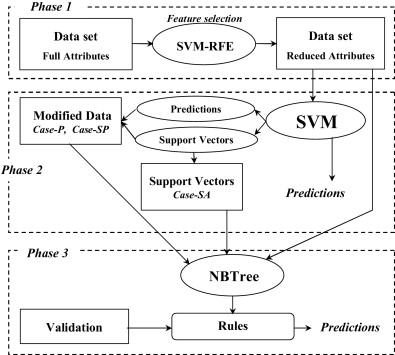 Phase 1
Feature selection
Data set
Full Attributes
SVM-RFE
Data set
Reduced Attributes
Modified Data
Case-P, Case-SP
Predictions
Support Vectors
SVM
Phase 2
Support Vectors
Case-SA
Predictions
Phase 3
NBTree
Validation
Rules
Predictions